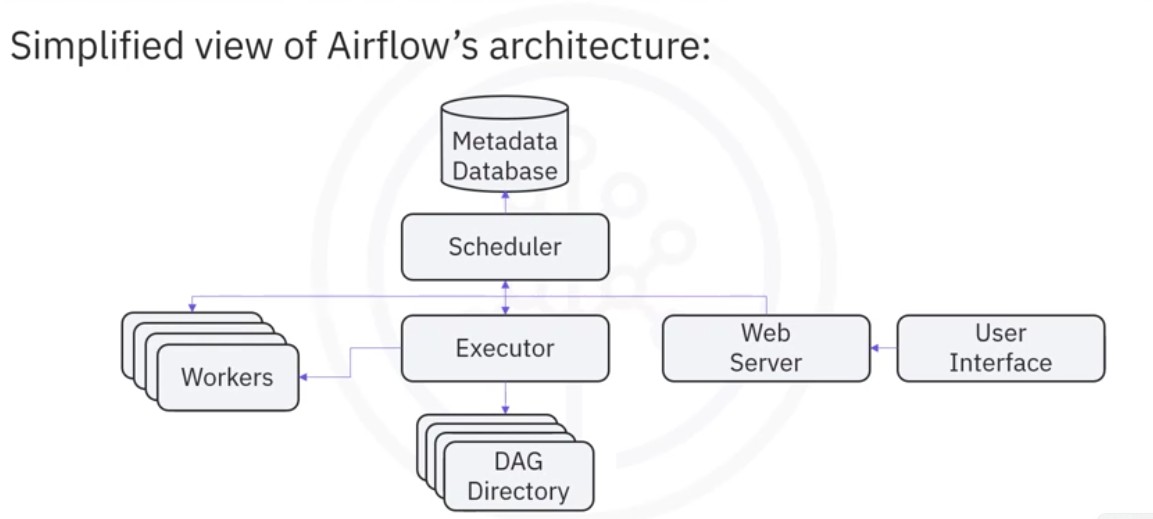 Simplified view of Airflow’s architecture:
Metadata
Database
Scheduler
Executor
Web
Server
User
Interface
Workers
DAG
Directory